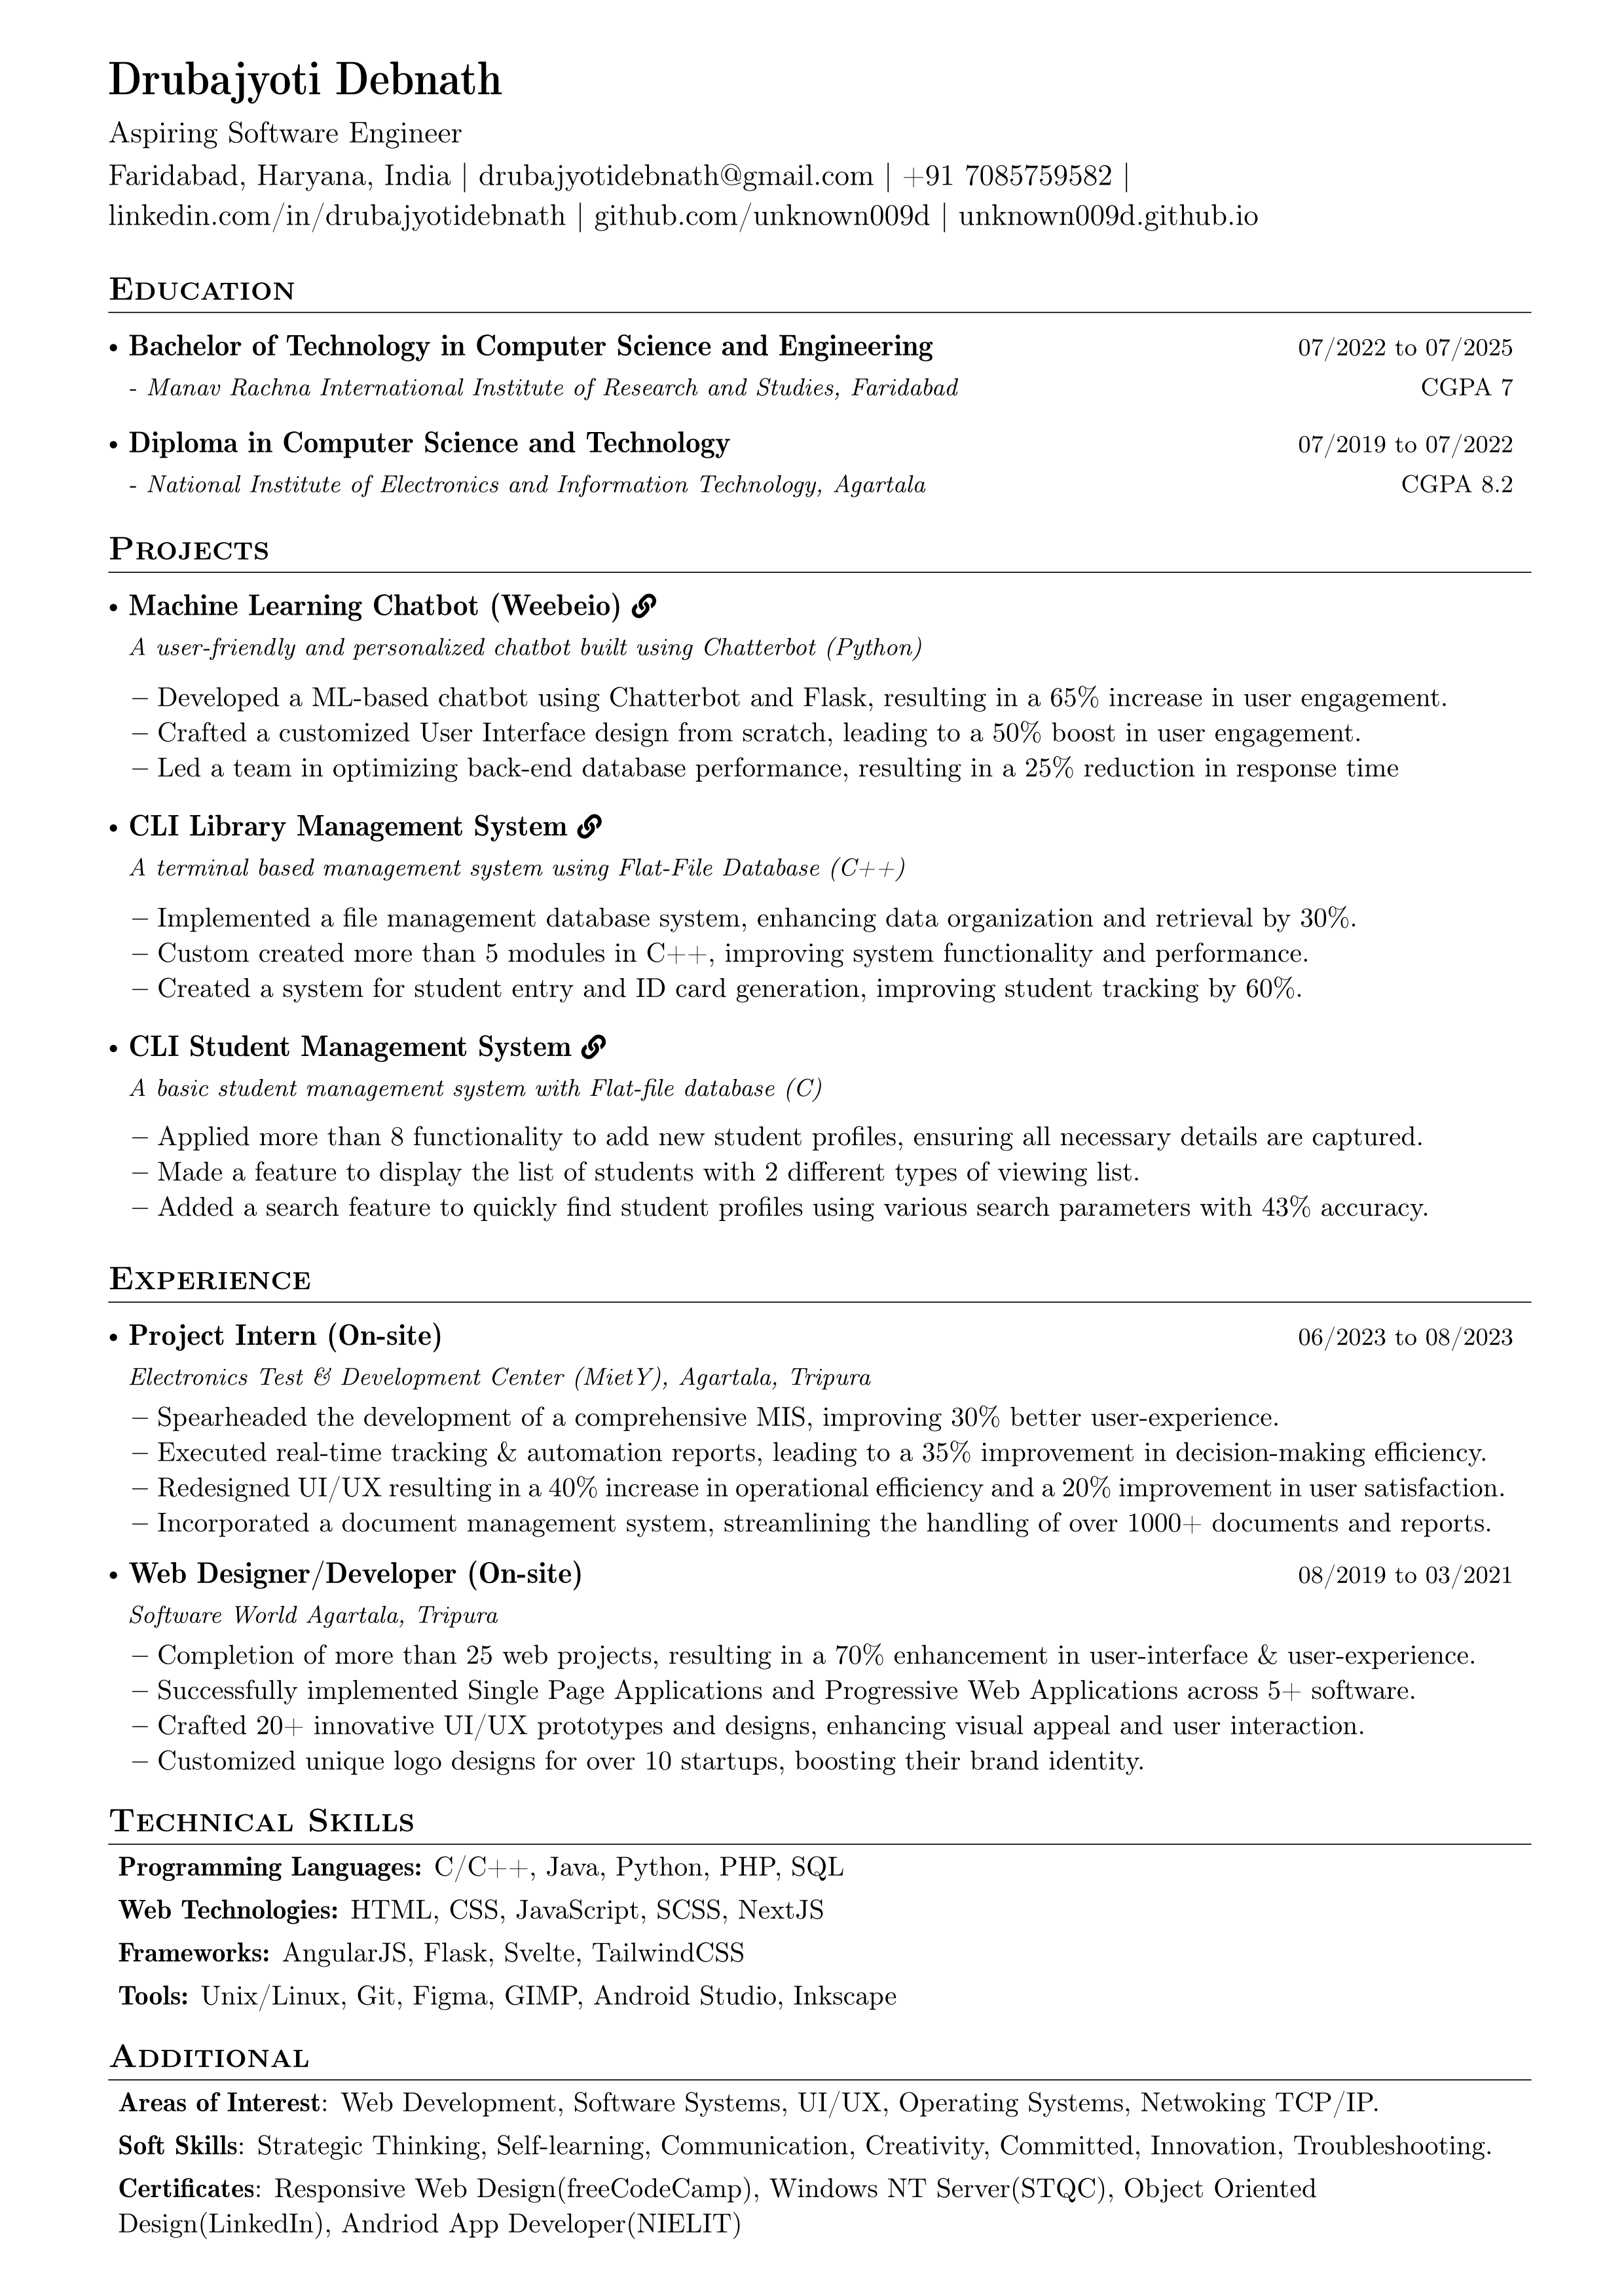 Drubajyoti Debnath
Aspiring Software Engineer
Faridabad, Haryana, India | drubajyotidebnath@gmail.com | +91 7085759582 |
linkedin.com/in/drubajyotidebnath | github.com/unknown009d | unknown009d.github.io
Education
• Bachelor of Technology in Computer Science and Engineering 07/2022 to 07/2025
- Manav Rachna International Institute of Research and Studies, Faridabad CGPA 7
• Diploma in Computer Science and Technology 07/2019 to 07/2022
- National Institute of Electronics and Information Technology, Agartala CGPA 8.2
Projects
• Machine Learning Chatbot (Weebeio)
A user-friendly and personalized chatbot built using Chatterbot (Python)
– Developed a ML-based chatbot using Chatterbot and Flask, resulting in a 65% increase in user engagement.
– Crafted a customized User Interface design from scratch, leading to a 50% boost in user engagement.
– Led a team in optimizing back-end database performance, resulting in a 25% reduction in response time
• CLI Library Management System
A terminal based management system using Flat-File Database (C++)
– Implemented a file management database system, enhancing data organization and retrieval by 30%.
– Custom created more than 5 modules in C++, improving system functionality and performance.
– Created a system for student entry and ID card generation, improving student tracking by 60%.
• CLI Student Management System
A basic student management system with Flat-file database (C)
– Applied more than 8 functionality to add new student profiles, ensuring all necessary details are captured.
– Made a feature to display the list of students with 2 different types of viewing list.
– Added a search feature to quickly find student profiles using various search parameters with 43% accuracy.
Experience
• Project Intern (On-site) 06/2023 to 08/2023
Electronics Test & Development Center (MietY), Agartala, Tripura
– Spearheaded the development of a comprehensive MIS, improving 30% better user-experience.
– Executed real-time tracking & automation reports, leading to a 35% improvement in decision-making efficiency.
– Redesigned UI/UX resulting in a 40% increase in operational efficiency and a 20% improvement in user satisfaction.
– Incorporated a document management system, streamlining the handling of over 1000+ documents and reports.
• Web Designer/Developer (On-site) 08/2019 to 03/2021
Software World Agartala, Tripura
– Completion of more than 25 web projects, resulting in a 70% enhancement in user-interface & user-experience.
– Successfully implemented Single Page Applications and Progressive Web Applications across 5+ software.
– Crafted 20+ innovative UI/UX prototypes and designs, enhancing visual appeal and user interaction.
– Customized unique logo designs for over 10 startups, boosting their brand identity.
Technical Skills
Programming Languages: C/C++, Java, Python, PHP, SQL
Web Technologies: HTML, CSS, JavaScript, SCSS, NextJS
Frameworks: AngularJS, Flask, Svelte, TailwindCSS
Tools: Unix/Linux, Git, Figma, GIMP, Android Studio, Inkscape
Additional
Areas of Interest: Web Development, Software Systems, UI/UX, Operating Systems, Netwoking TCP/IP.
Soft Skills: Strategic Thinking, Self-learning, Communication, Creativity, Committed, Innovation, Troubleshooting.
Certificates: Responsive Web Design(freeCodeCamp), Windows NT Server(STQC), Object Oriented
Design(LinkedIn), Andriod App Developer(NIELIT)